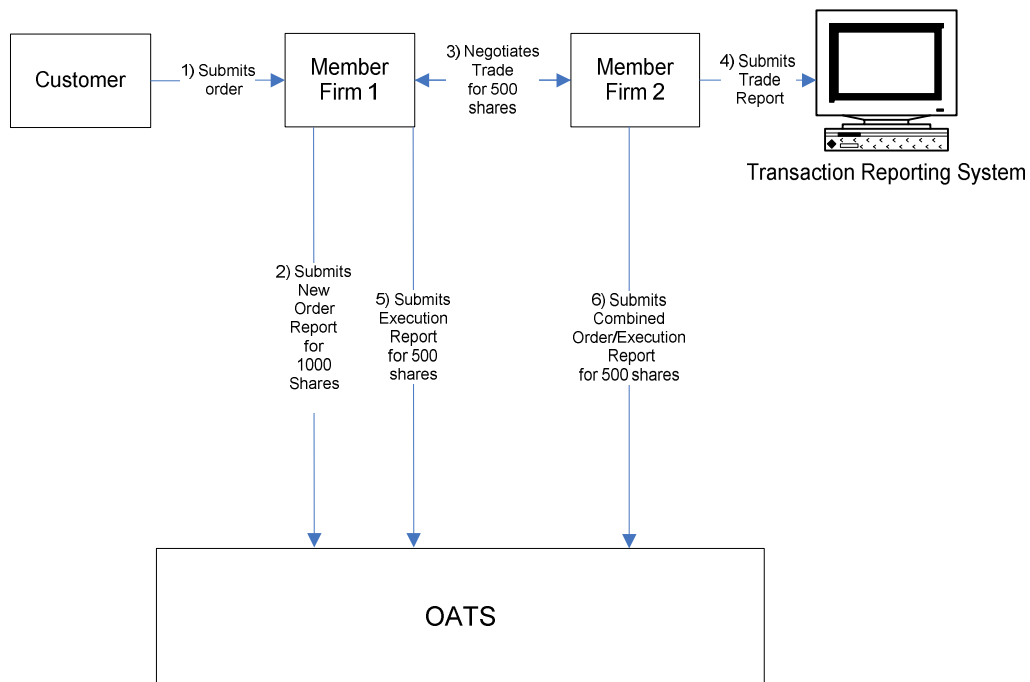 Customer
1) Submits
order
Member
Firm 1
3) Negotiates
Trade
for 500
shares
Member
Firm 2
4) Submits
Trade
Report
Transaction Reporting System
2) Submits
New
Order
Report
for
1000
Shares
5) Submits
Execution
Report
for 500
shares
6) Submits
Combined
Order/Execution
Report
for 500 shares
OATS